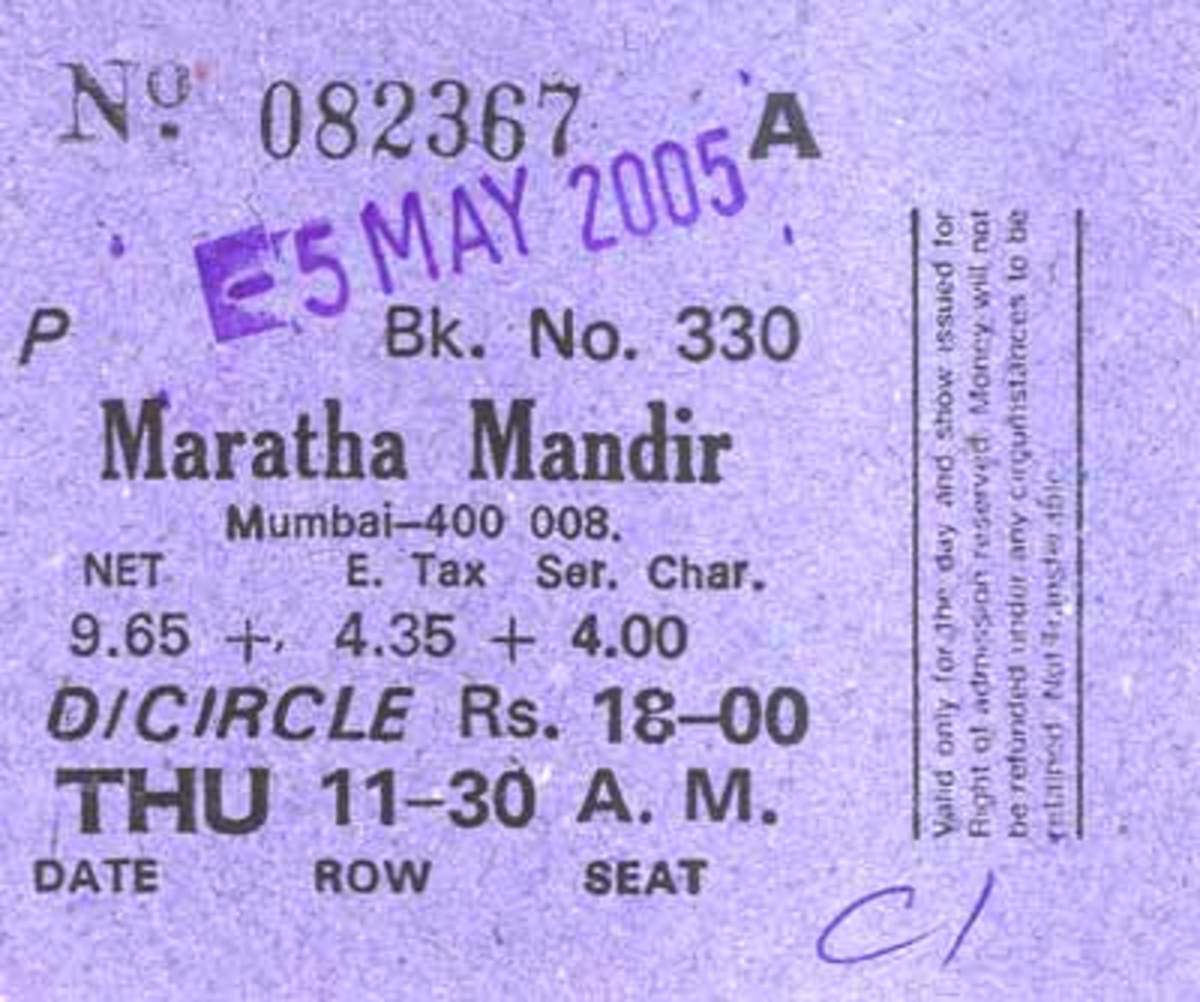 Nº. 082367 A
-5 MAY 2005
P Bk. No. 330
Maratha Mandir
Mumbai–400 008.
NET E. Tax Ser. Char.
9.65 + 4.35 + 4.00
D/CIRCLE Rs. 18–00
THU 11–30 A. M.
DATE ROW SEAT
C1
Valid only for the day and show issued for
Right of admission reserved. Money will not
be refunded under any circumstances to be
retained. Not Transferable